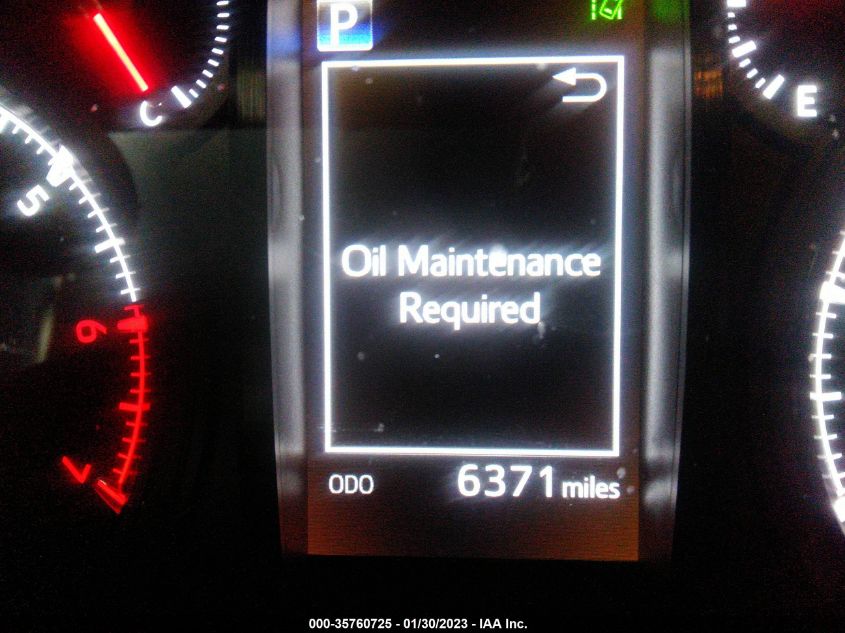 P
C
E
5
6
7
Oil Maintenance
Required
ODO 6371 miles
000-35760725 - 01/30/2023 - IAA Inc.